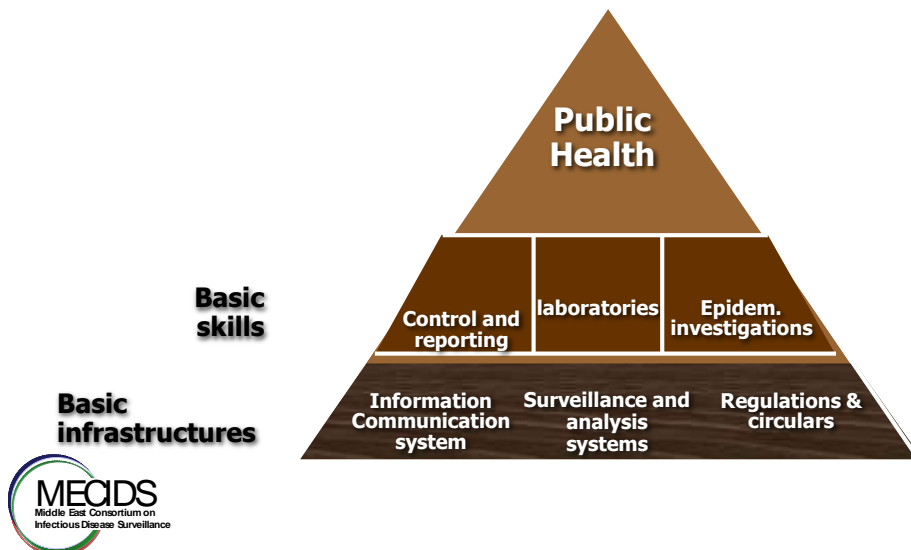 Public
Health
Basic
skills
Control and
reporting
laboratories
Epidem.
investigations
Basic
infrastructures
Information
Communication
system
Surveillance and
analysis
systems
Regulations &
circulars
MECIDS
Middle East Consortium on
Infectious Disease Surveillance